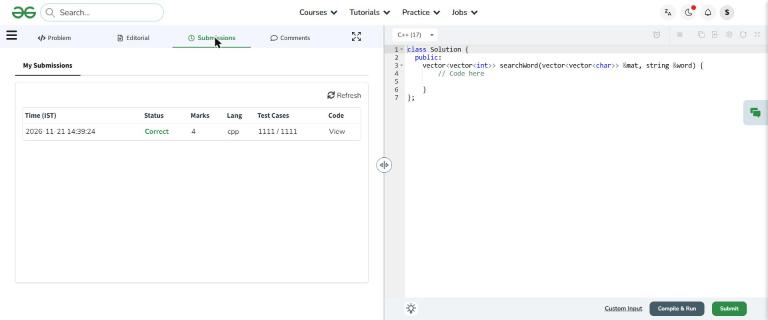 Search...
Courses
Tutorials
Practice
Jobs
S
Problem
Editorial
Submissions
Comments
My Submissions
Refresh
Time (IST) Status Marks Lang Test Cases Code
2026-11-21 14:39:24 Correct 4 cpp 1111 / 1111 View
C++ (17)
1 class Solution {
2 public:
3 vector<vector<int>> searchWord(vector<vector<char>> &mat, string &word) {
4 // Code here
5
6 }
7 };
Custom Input
Compile & Run
Submit